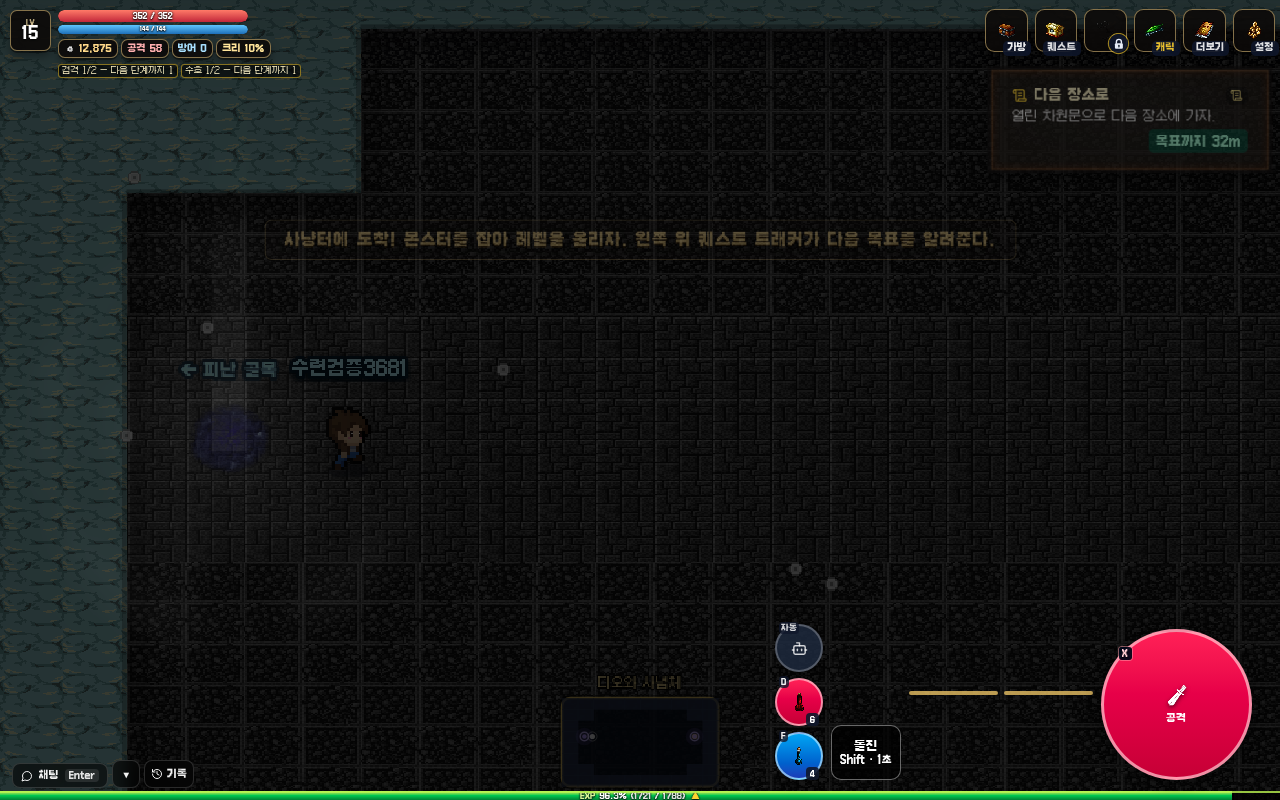 LV
15
352 / 352
144 / 144
12,875
공격 58
방어 0
크리 10%
검격 1/2 — 다음 단계까지 1
수호 1/2 — 다음 단계까지 1
가방
퀘스트
캐릭
더보기
설정
다음 장소로
열린 차원문으로 다음 장소에 가자.
목표까지 32m
사냥터에 도착! 몬스터를 잡아 레벨을 올리자. 왼쪽 위 퀘스트 트래커가 다음 목표를 알려준다.
← 피난 굴목
수련검증3681
자동
D
6
F
4
돌진
Shift · 1초
X
공격
채팅 Enter
▼
기록
EXP 96.3% (1721 / 1788)